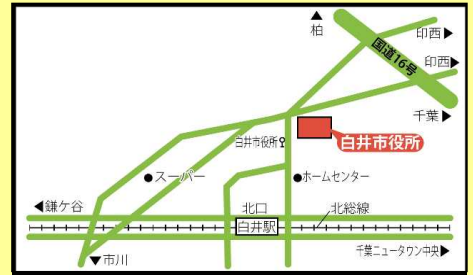 ▲
柏
印西▶
国道16号
印西▶
千葉▶
白井市役所
白井市役所
●スーパー
●ホームセンター
◀鎌ケ谷
北口
北総線
白井駅
▼市川
千葉ニュータウン中央▶